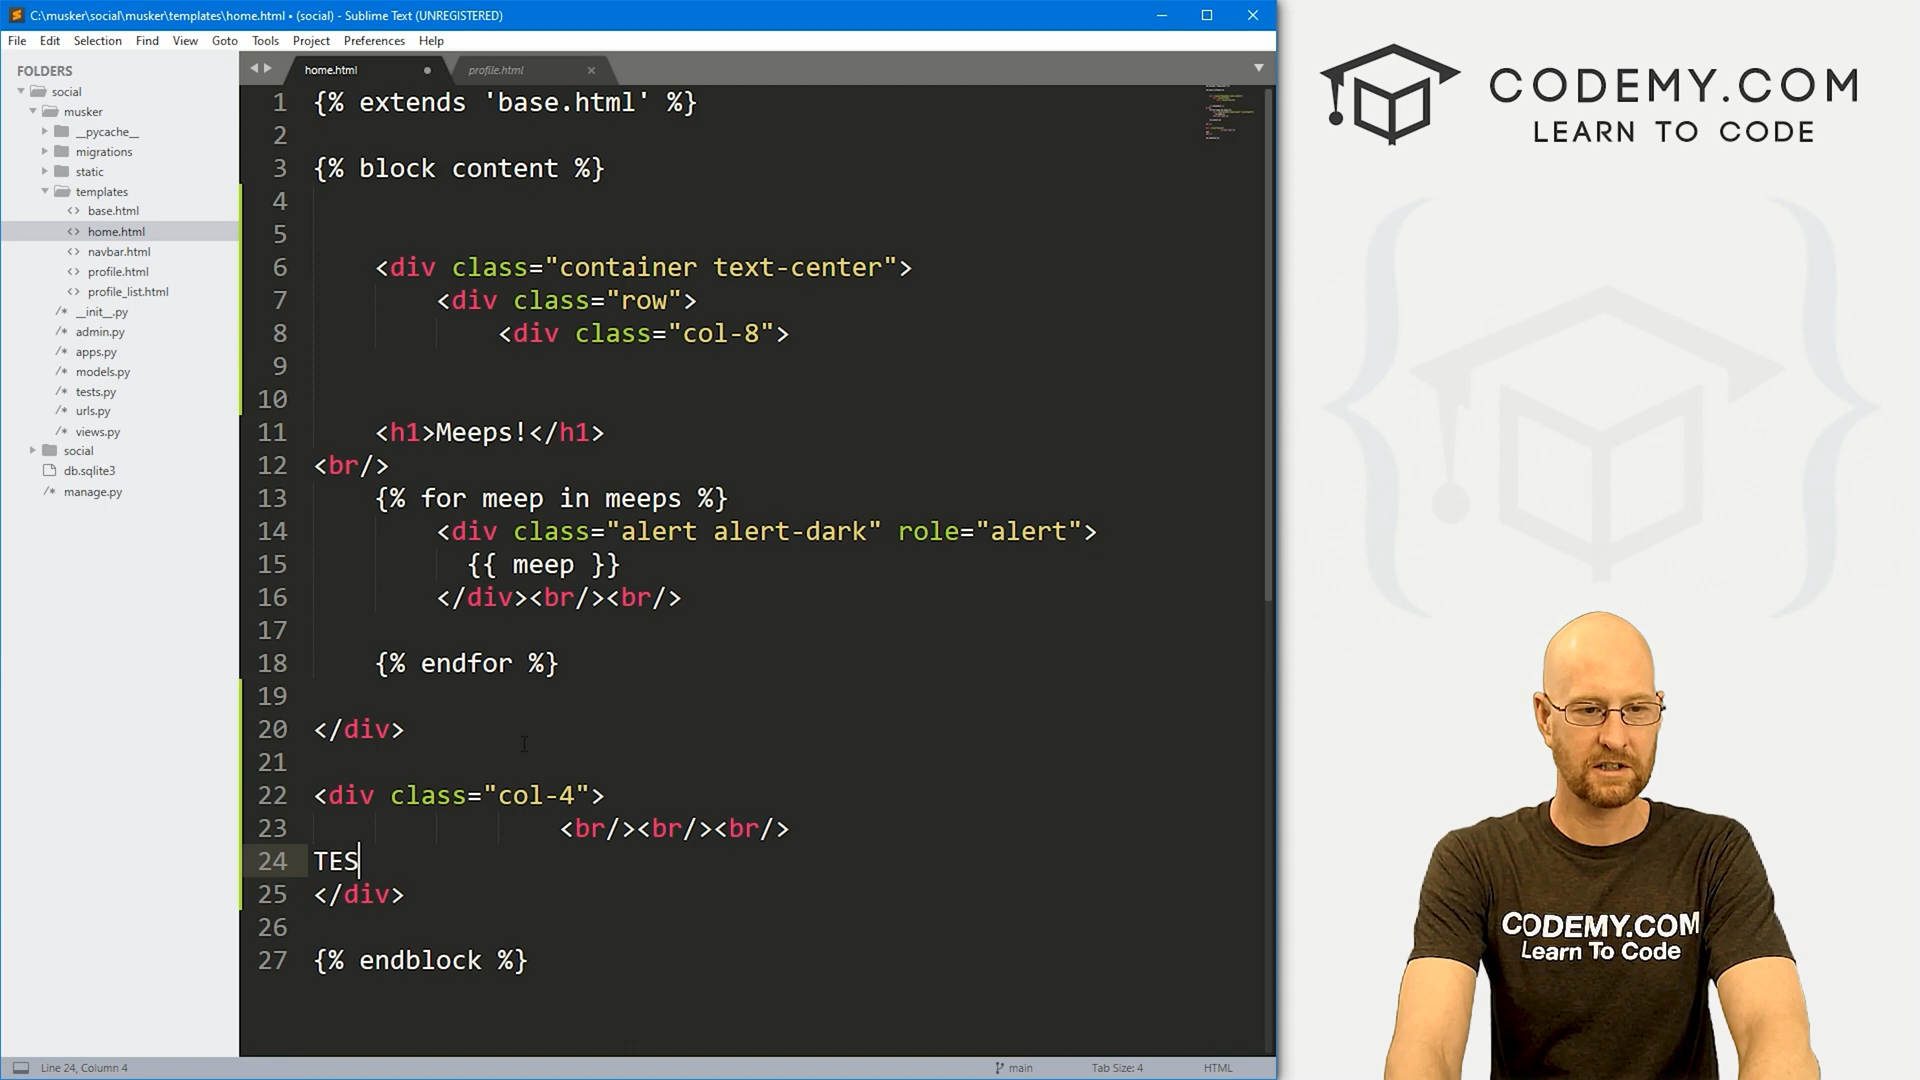 C:\musker\social\musker\templates\home.html • (social) - Sublime Text (UNREGISTERED)
File Edit Selection Find View Goto Tools Project Preferences Help
FOLDERS
social
musker
__pycache__
migrations
static
templates
base.html
home.html
navbar.html
profile.html
profile_list.html
__init__.py
admin.py
apps.py
models.py
tests.py
urls.py
views.py
social
db.sqlite3
manage.py
home.html
profile.html
1 {% extends 'base.html' %}
2
3 {% block content %}
4
5
6 <div class="container text-center">
7 <div class="row">
8 <div class="col-8">
9
10
11 <h1>Meeps!</h1>
12 <br/>
13 {% for meep in meeps %}
14 <div class="alert alert-dark" role="alert">
15 {{ meep }}
16 </div><br/><br/>
17
18 {% endfor %}
19
20 </div>
21
22 <div class="col-4">
23 <br/><br/><br/>
24 TES
25 </div>
26
27 {% endblock %}
Line 24, Column 4
main
Tab Size: 4
HTML
CODEMY.COM
LEARN TO CODE
CODEMY.COM
Learn To Code